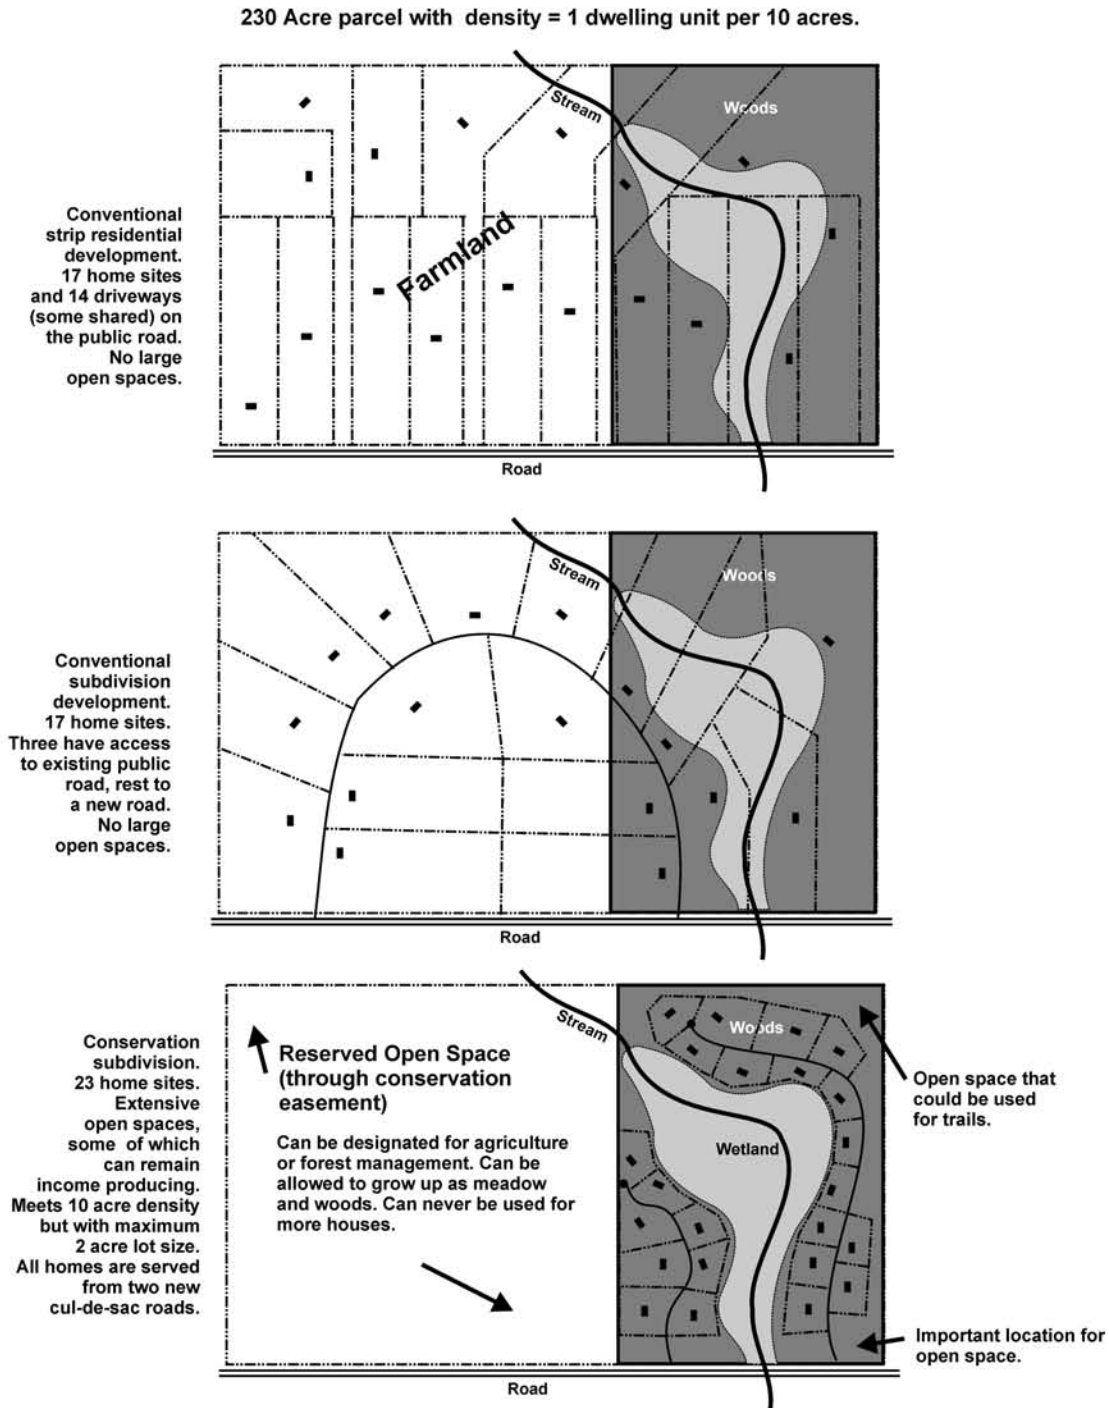 230 Acre parcel with density = 1 dwelling unit per 10 acres.
Stream
Woods
Conventional
strip residential
development.
17 home sites
and 14 driveways
(some shared) on
the public road.
No large
open spaces.
Farmland
Road
Stream
Woods
Conventional
subdivision
development.
17 home sites.
Three have access
to existing public
road, rest to
a new road.
No large
open spaces.
Road
Stream
Woods
Conservation
subdivision.
23 home sites.
Extensive
open spaces,
some of which
can remain
income producing.
Meets 10 acre density
but with maximum
2 acre lot size.
All homes are served
from two new
cul-de-sac roads.
Reserved Open Space
(through conservation
easement)
Can be designated for agriculture
or forest management. Can be
allowed to grow up as meadow
and woods. Can never be used for
more houses.
Wetland
Open space that
could be used
for trails.
Important location for
open space.
Road